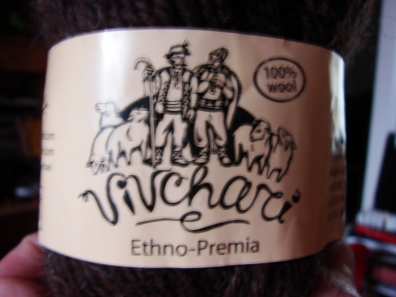 100%
wool
Vivchari
Ethno-Premia